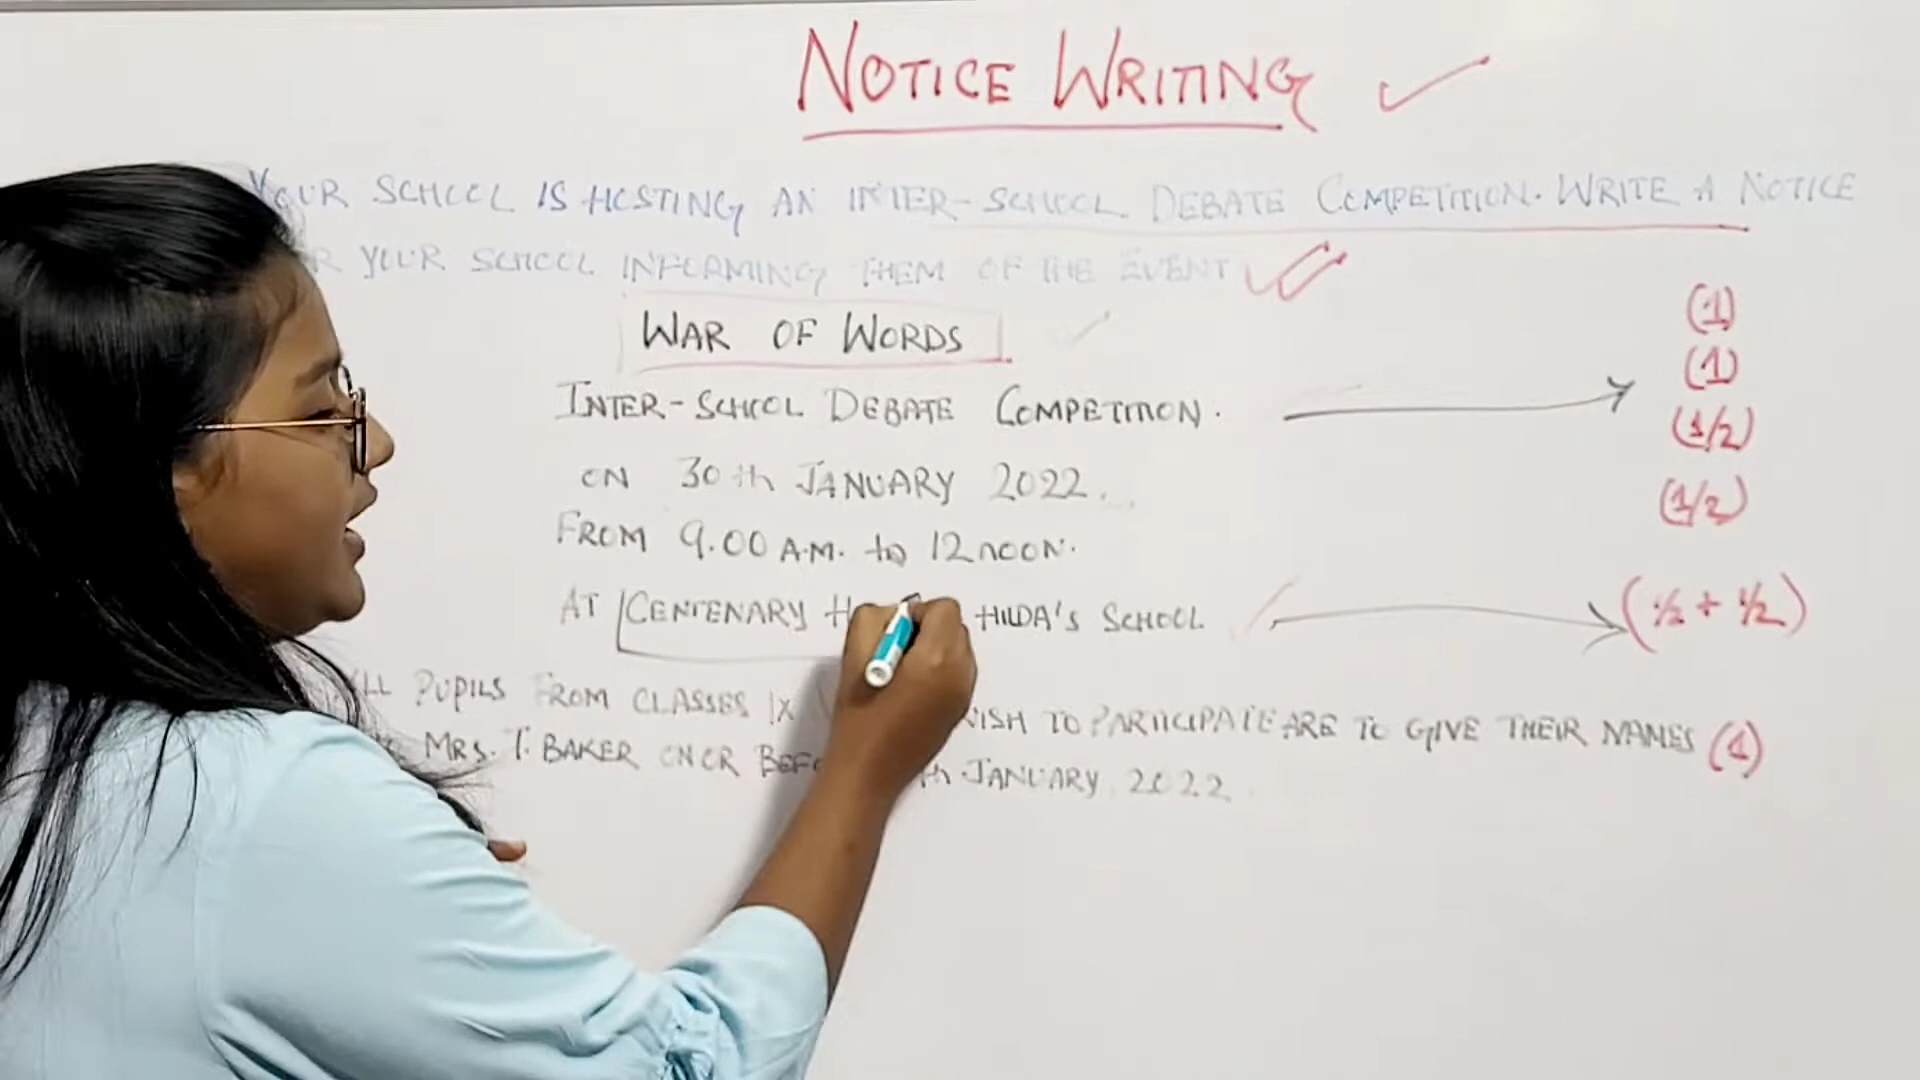 NOTICE WRITING
YOUR SCHOOL IS HOSTING AN INTER-SCHOOL DEBATE COMPETITION. WRITE A NOTICE
YOUR SCHOOL INFORMING THEM OF THE EVENT
WAR OF WORDS
(1)
INTER-SCHOOL DEBATE COMPETITION.
(1)
(1/2)
ON 30th JANUARY 2022.
(1/2)
FROM 9.00 A.M. to 12 NOON.
AT CENTENARY HILDA'S SCHOOL
(1/2 + 1/2)
PUPILS FROM CLASSES IX WISH TO PARTICIPATE ARE TO GIVE THEIR NAMES (1)
MRS. T. BAKER ON OR JANUARY, 2022